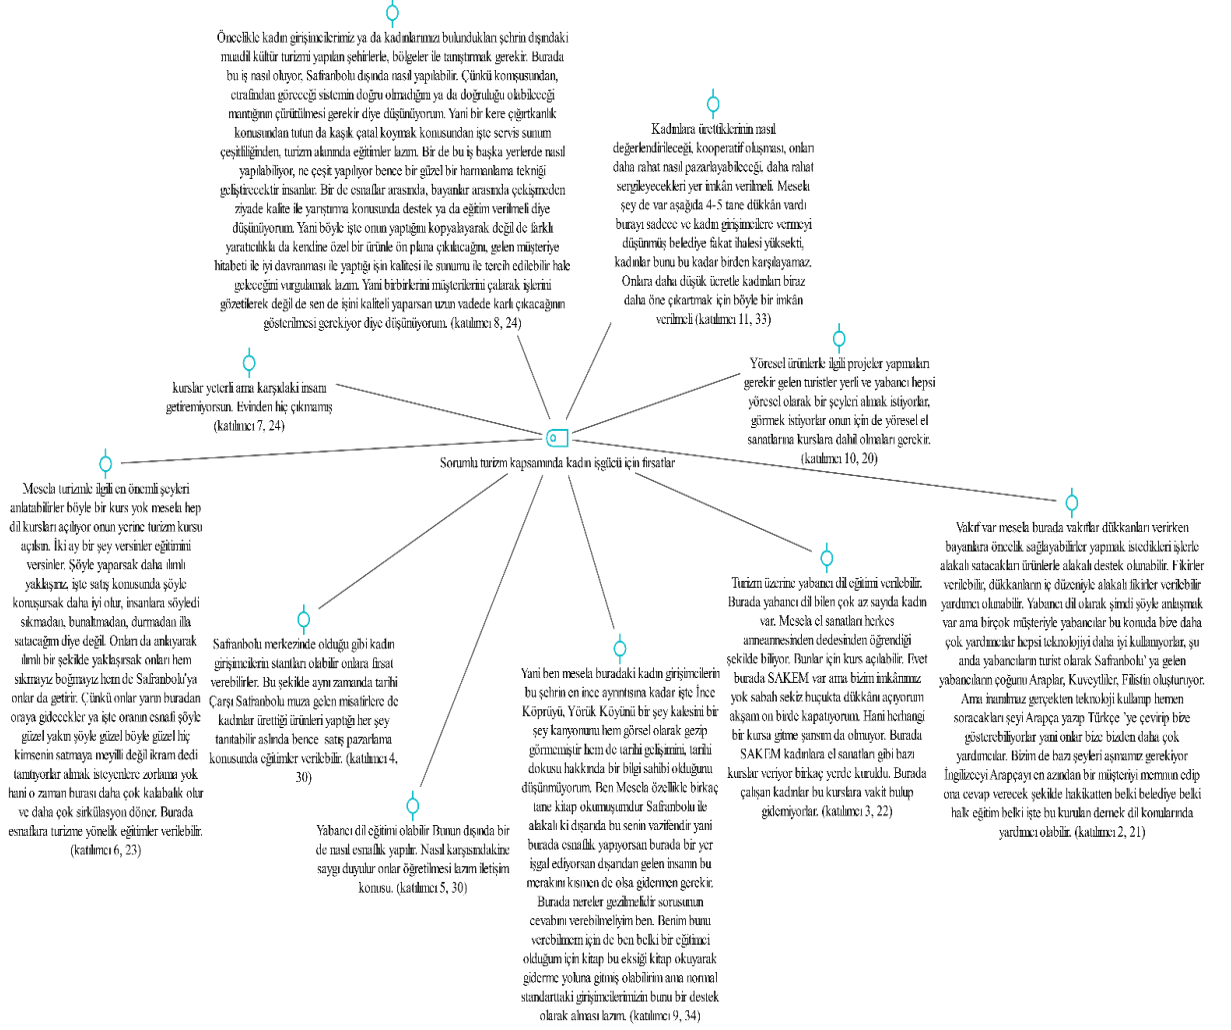 Öncelikle kadın girişimcilerimiz ya da kadınlarımızı bulundukları şehrin dışındaki
muadil kültür turizmi yapılan şehirlerle, bölgeler ile tanıştırmak gerekir. Burada
bu iş nasıl oluyor, Safranbolu dışında nasıl yapılabilir. Çünkü komşusundan,
etrafından göreceği sistemin doğru olmadığını ya da doğruluğu olabileceği
mantığının çürütülmesi gerekir diye düşünüyorum. Yani bir kere çığırtkanlık
konusundan tutun da kaşık çatal koymak konusundan işte servis sunum
çeşitliliğinden, turizm alanında eğitimler lazım. Bir de bu iş başka yerlerde nasıl
yapılabiliyor, ne çeşit yapılıyor bence bir güzel bir harmanlama tekniği
geliştirecektir insanlar. Bir de esnaflar arasında, bayanlar arasında çekişmeden
ziyade kalite ile yarıştırma konusunda destek ya da eğitim verilmeli diye
düşünüyorum. Yani böyle işte onun yaptığını kopyalayarak değil de farklı
yaratıcılıkla da kendine özel bir ürünle ön plana çıkılacağını, gelen müşteriye
hitabeti ile iyi davranması ile yaptığı işin kalitesi ile sunumu ile tercih edilebilir hale
geleceğini vurgulamak lazım. Yani birbirlerini müşterilerini çalarak işlerini
gözetilerek değil de sen de işini kaliteli yaparsan uzun vadede karlı çıkacağının
gösterilmesi gerekiyor diye düşünüyorum. (katılımcı 8, 24)
Kadınlara ürettiklerinin nasıl
değerlendirileceği, kooperatif oluşması, onları
daha rahat nasıl pazarlayabileceği, daha rahat
sergileyecekleri yer imkân verilmeli. Mesela
şey de var aşağıda 4-5 tane dükkân vardı
burayı sadece ve kadın girişimcilere vermeyi
düşünmüş belediye fakat ihalesi yüksekti,
kadınlar bunu bu kadar birden karşılayamaz.
Onlara daha düşük ücretle kadınları biraz
daha öne çıkartmak için böyle bir imkân
verilmeli (katılımcı 11, 33)
Yöresel ürünlerle ilgili projeler yapmaları
gerekir gelen turistler yerli ve yabancı hepsi
yöresel olarak bir şeyleri almak istiyorlar,
görmek istiyorlar onun için de yöresel el
sanatlarına kurslara dahil olmaları gerekir.
(katılımcı 10, 20)
kurslar yeterli ama karşıdaki insanı
getiremiyorsun. Evinden hiç çıkmamış
(katılımcı 7, 24)
Sorumlu turizm kapsamında kadın işgücü için fırsatlar
Mesela turizmle ilgili en önemli şeyleri
anlatabilirler böyle bir kurs yok mesela hep
dil kursları açılıyor onun yerine turizm kursu
açılsın. İki ay bir şey versinler eğitimini
versinler. Şöyle yaparsak daha ılımlı
yaklaşırız, işte satış konusunda şöyle
konuşursak daha iyi olur, insanlara söyledi
sıkmadan, bunaltmadan, durmadan illa
satacağım diye değil. Onları da anlayarak
ılımlı bir şekilde yaklaşırsak onları hem
sıkmayız boğmayız hem de Safranbolu'ya
onlar da getirir. Çünkü onlar yarın buradan
oraya gidecekler ya işte oranın esnafı şöyle
güzel yakın şöyle güzel böyle güzel hiç
kimsenin satmaya meyilli değil ikram dedi
tanıtıyorlar almak isteyenlere zorlama yok
hani o zaman burası daha çok kalabalık olur
ve daha çok sirkülasyon döner. Burada
esnaflara turizme yönelik eğitimler verilebilir.
(katılımcı 6, 23)
Safranbolu merkezinde olduğu gibi kadın
girişimcilerin stantları olabilir onlara fırsat
verebilirler. Bu şekilde aynı zamanda tarihi
Çarşı Safranbolu muza gelen misafirlere de
kadınlar ürettiği ürünleri yaptığı her şey
tanıtabilir aslında bence satış pazarlama
konusunda eğitimler verilebilir. (katılımcı 4,
30)
Yabancı dil eğitimi olabilir Bunun dışında bir
de nasıl esnaflık yapılır. Nasıl karşısındakine
saygı duyulur onlar öğretilmesi lazım iletişim
konusu. (katılımcı 5, 30)
Yani ben mesela buradaki kadın girişimcilerin
bu şehrin en ince ayrıntısına kadar işte İnce
Köprüyü, Yörük Köyünü bir şey kalesini bir
şey kanyonunu hem görsel olarak gezip
görmemiştir hem de tarihi gelişimini, tarihi
dokusu hakkında bir bilgi sahibi olduğunu
düşünmüyorum. Ben Mesela özellikle birkaç
tane kitap okumuşumdur Safranbolu ile
alakalı ki dışarıda bu senin vazifendir yani
burada esnaflık yapıyorsan burada bir yer
işgal ediyorsan dışarıdan gelen insanın bu
merakını kısmen de olsa gidermen gerekir.
Burada nereler gezilmelidir sorusunun
cevabını verebilmeliyim ben. Benim bunu
verebilmem için de ben belki bir eğitimci
olduğum için kitap bu eksiği kitap okuyarak
giderme yoluna gitmiş olabilirim ama normal
standarttaki girişimcilerimizin bunu bir destek
olarak alması lazım. (katılımcı 9, 34)
Turizm üzerine yabancı dil eğitimi verilebilir.
Burada yabancı dil bilen çok az sayıda kadın
var. Mesela el sanatları herkes
anneannesinden dedesinden öğrendiği
şekilde biliyor. Bunlar için kurs açılabilir. Evet
burada SAKEM var ama bizim imkânımız
yok sabah sekiz buçukta dükkânı açıyorum
akşam on birde kapatıyorum. Hani herhangi
bir kursa gitme şansım da olmuyor. Burada
SAKEM kadınlara el sanatları gibi bazı
kurslar veriyor birkaç yerde kuruldu. Burada
çalışan kadınlar bu kurslara vakit bulup
gidemiyorlar. (katılımcı 3, 22)
Vakıf var mesela burada vakıflar dükkanları verirken
bayanlara öncelik sağlayabilirler yapmak istedikleri işlerle
alakalı satacakları ürünlerle alakalı destek olunabilir. Fikirler
verilebilir, dükkanların iç düzeniyle alakalı fikirler verilebilir
yardımcı olunabilir. Yabancı dil olarak şimdi şöyle anlaşmak
var ama birçok müşteriyle yabancılar bu konuda bize daha
çok yardımcılar hepsi teknolojiyi daha iyi kullanıyorlar, şu
anda yabancıların turist olarak Safranbolu' ya gelen
yabancıların çoğunu Araplar, Kuveytliler, Filistin oluşturuyor.
Ama inanılmaz gerçekten teknoloji kullanıp hemen
soracakları şeyi Arapça yazıp Türkçe 'ye çevirip bize
gösterebiliyorlar yani onlar bize bizden daha çok
yardımcılar. Bizim de bazı şeyleri aşmamız gerekiyor
İngilizceyi Arapçayı en azından bir müşteriyi memnun edip
ona cevap verecek şekilde hakikatten belki belediye belki
halk eğitim belki işte bu kurulan dernek dil konularında
yardımcı olabilir. (katılımcı 2, 21)